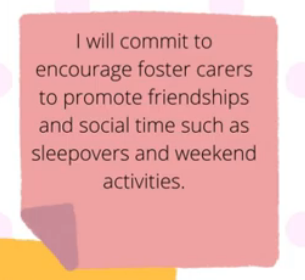 I will commit to
encourage foster carers
to promote friendships
and social time such as
sleepovers and weekend
activities.